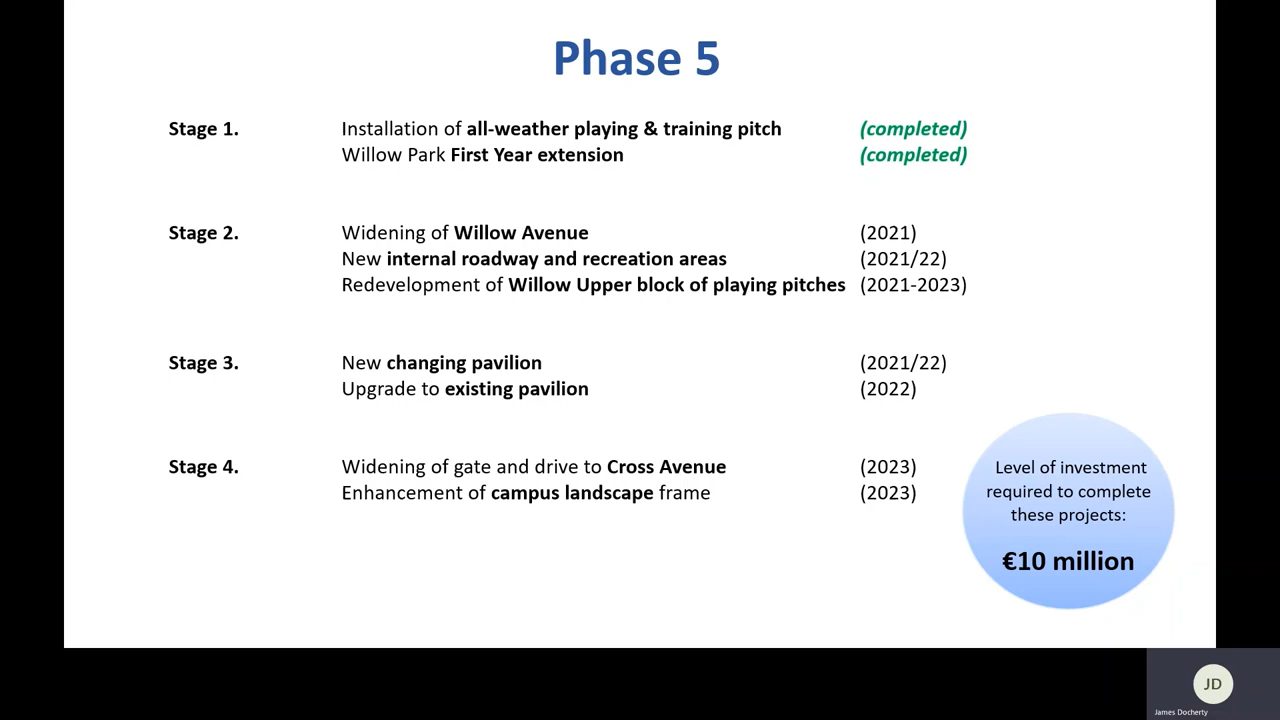 Phase 5
Stage 1. Installation of all-weather playing & training pitch (completed)
Willow Park First Year extension (completed)
Stage 2. Widening of Willow Avenue (2021)
New internal roadway and recreation areas (2021/22)
Redevelopment of Willow Upper block of playing pitches (2021-2023)
Stage 3. New changing pavilion (2021/22)
Upgrade to existing pavilion (2022)
Stage 4. Widening of gate and drive to Cross Avenue (2023)
Enhancement of campus landscape frame (2023)
Level of investment
required to complete
these projects:
€10 million
JD
James Docherty